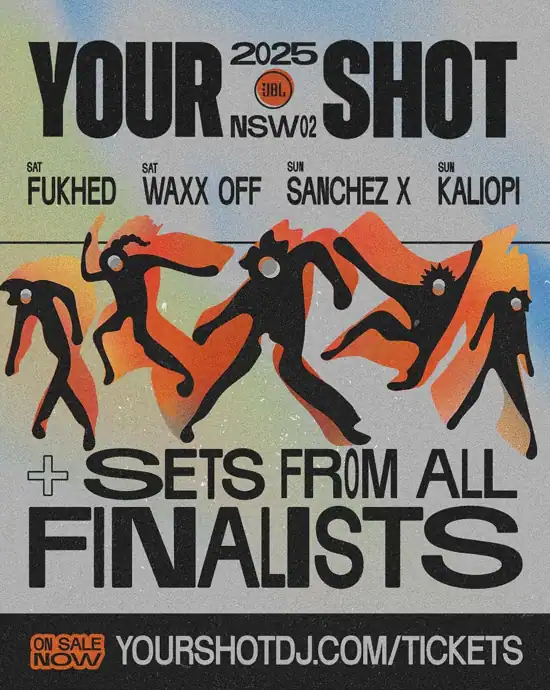 YOUR 2025 SHOT
JBL
NSW02
SAT SAT SUN SUN
FUKHED WAXX OFF SANCHEZ X KALIOPI
+ SETS FROM ALL
FINALISTS
ON SALE
NOW
YOURSHOTDJ.COM/TICKETS